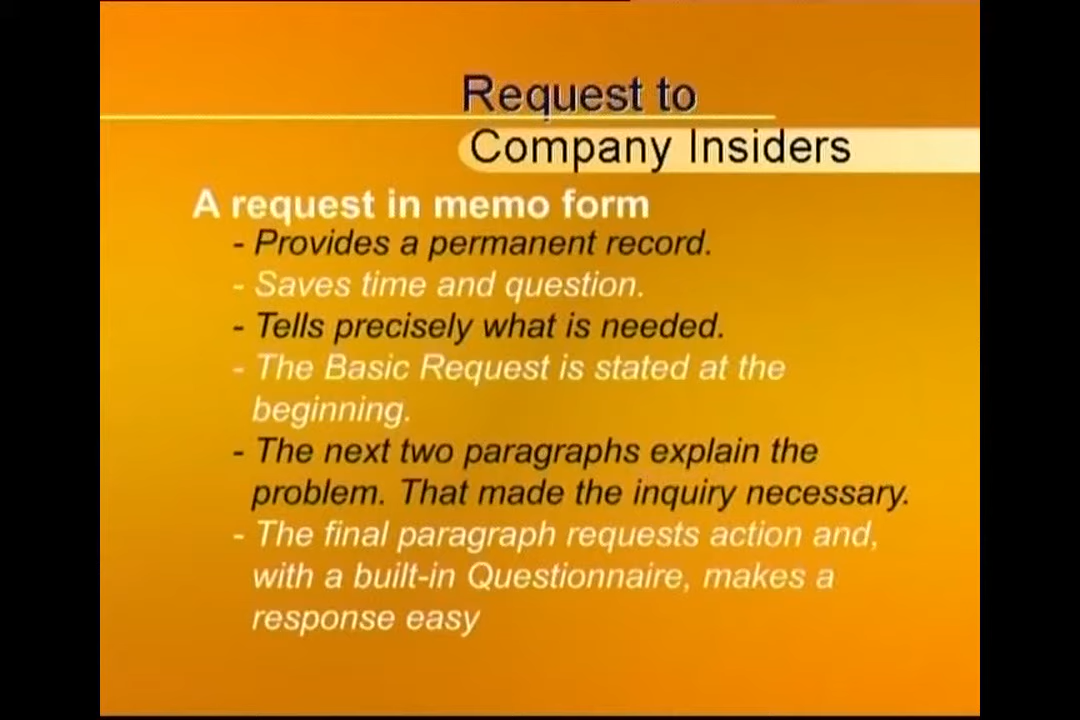 Request to
Company Insiders
A request in memo form
- Provides a permanent record.
- Saves time and question.
- Tells precisely what is needed.
- The Basic Request is stated at the
beginning.
- The next two paragraphs explain the
problem. That made the inquiry necessary.
- The final paragraph requests action and,
with a built-in Questionnaire, makes a
response easy